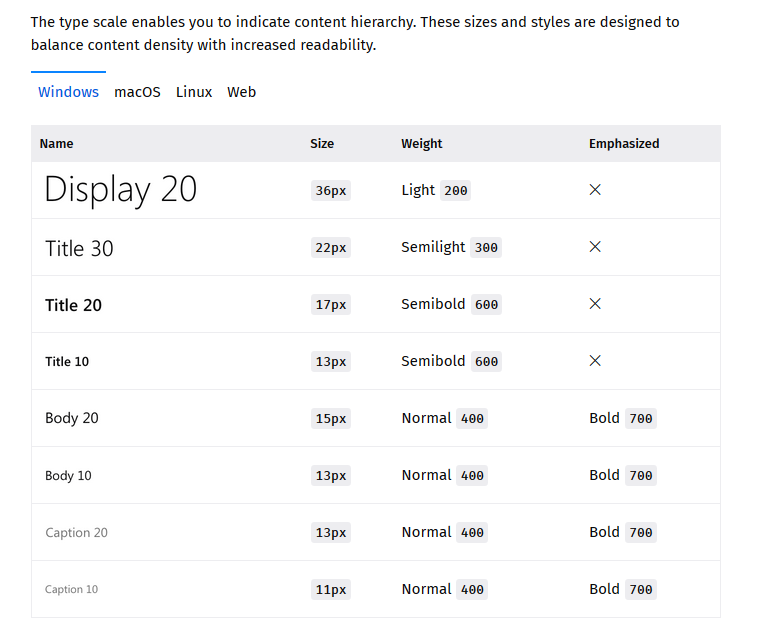 The type scale enables you to indicate content hierarchy. These sizes and styles are designed to
balance content density with increased readability.
Windows macOS Linux Web
Name Size Weight Emphasized
Display 20 36px Light 200 ×
Title 30 22px Semilight 300 ×
Title 20 17px Semibold 600 ×
Title 10 13px Semibold 600 ×
Body 20 15px Normal 400 Bold 700
Body 10 13px Normal 400 Bold 700
Caption 20 13px Normal 400 Bold 700
Caption 10 11px Normal 400 Bold 700